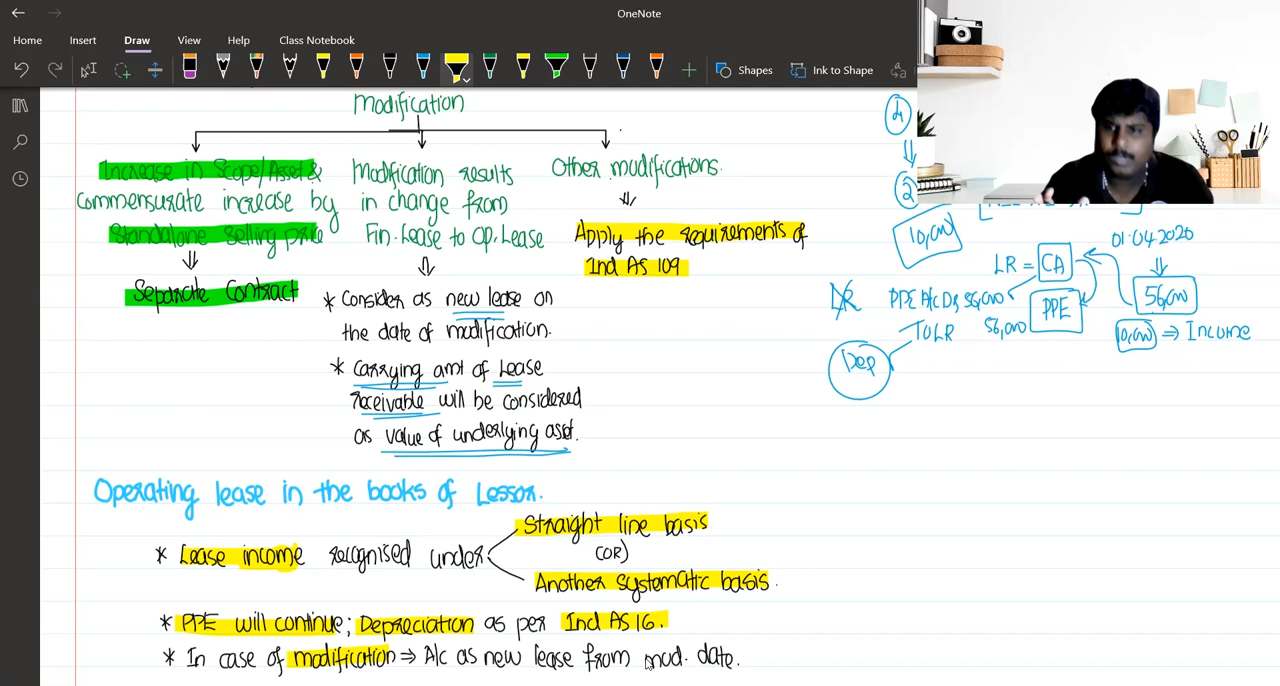 OneNote
Home Insert Draw View Help Class Notebook
Shapes Ink to Shape
Modification
Increase in Scope/Asset &
Commensurate increase by
Standalone selling price
Separate Contract
Modification results
in change from
Fin. Lease to Op. Lease
* Consider as new lease on
the date of modification.
* Carrying amt of Lease
receivable will be considered
as value of underlying asset.
Other modifications.
Apply the requirements of
Ind AS 109
10,000
01.04.2020
LR = CA
56,000
PPE A/c Dr 56,000
PPE
To LR 56,000
10,000 ⇒ Income
Dep
Operating lease in the books of Lessor.
* Lease income recognised under
Straight line basis
(OR)
Another systematic basis.
* PPE will continue; Depreciation as per Ind AS 16.
* In case of modification ⇒ A/c as new lease from mod. date.